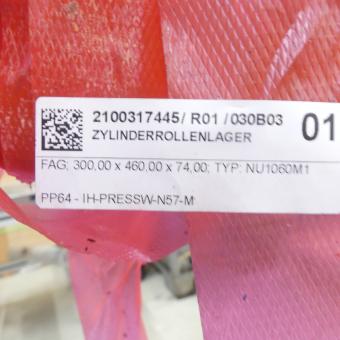 2100317445/ R01 /030B03 01
ZYLINDERROLLENLAGER
FAG; 300,00 x 460,00 x 74,00; TYP: NU1060M1
PP64 - IH-PRESSW-N57-M